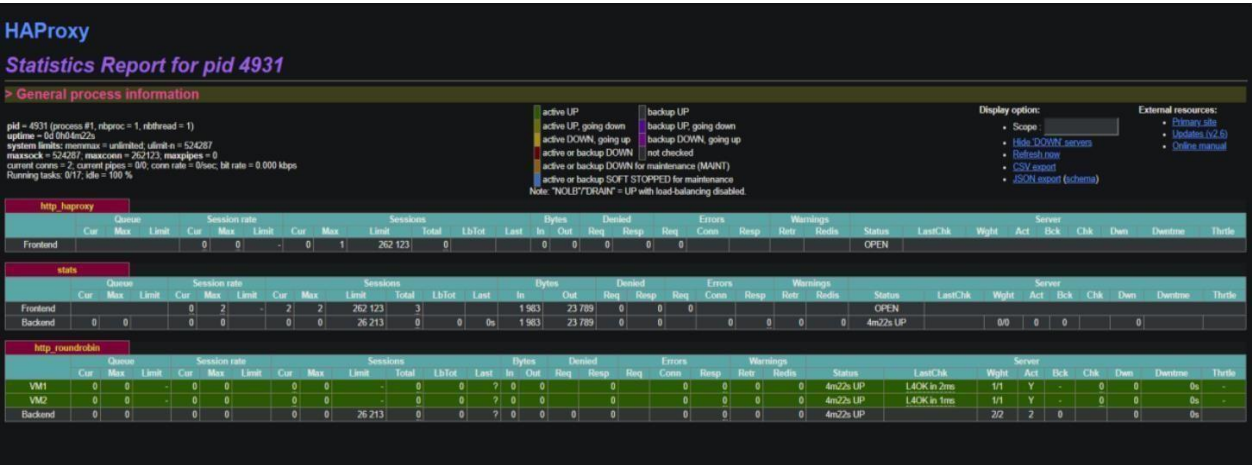 HAProxy
Statistics Report for pid 4931
> General process information
pid = 4931 (process #1, nbproc = 1, nbthread = 1)
uptime = 0d 0h04m22s
system limits: memmax = unlimited; ulimit-n = 524287
maxsock = 524287; maxconn = 262123; maxpipes = 0
current conns = 2; current pipes = 0/0; conn rate = 0/sec; bit rate = 0.000 kbps
Running tasks: 0/17; idle = 100 %
active UP backup UP
active UP, going down backup UP, going down
active DOWN, going up backup DOWN, going up
active or backup DOWN not checked
active or backup DOWN for maintenance (MAINT)
active or backup SOFT STOPPED for maintenance
Note: "NOLB"/"DRAIN" = UP with load-balancing disabled.
Display option:
• Scope :
• Hide 'DOWN' servers
• Refresh now
• CSV export
• JSON export (schema)
External resources:
• Primary site
• Updates (v2.6)
• Online manual
http_haproxy
Queue Session rate Sessions Bytes Denied Errors Warnings Server
Cur Max Limit Cur Max Limit Cur Max Limit Total LbTot Last In Out Req Resp Req Conn Resp Retr Redis Status LastChk Wght Act Bck Chk Dwn Dwntme Thrtle
Frontend 0 0 - 0 1 262 123 0 0 0 0 0 0 OPEN
stats
Queue Session rate Sessions Bytes Denied Errors Warnings Server
Cur Max Limit Cur Max Limit Cur Max Limit Total LbTot Last In Out Req Resp Req Conn Resp Retr Redis Status LastChk Wght Act Bck Chk Dwn Dwntme Thrtle
Frontend 0 2 - 2 2 262 123 3 1 983 23 789 0 0 0 OPEN
Backend 0 0 0 0 0 0 26 213 0 0 0s 1 983 23 789 0 0 0 0 0 0 4m22s UP 0/0 0 0 0
http_roundrobin
Queue Session rate Sessions Bytes Denied Errors Warnings Server
Cur Max Limit Cur Max Limit Cur Max Limit Total LbTot Last In Out Req Resp Req Conn Resp Retr Redis Status LastChk Wght Act Bck Chk Dwn Dwntme Thrtle
VM1 0 0 - 0 0 0 0 - 0 0 ? 0 0 0 0 0 0 0 4m22s UP L4OK in 2ms 1/1 Y - 0 0 0s -
VM2 0 0 - 0 0 0 0 - 0 0 ? 0 0 0 0 0 0 0 4m22s UP L4OK in 1ms 1/1 Y - 0 0 0s -
Backend 0 0 0 0 0 0 26 213 0 0 ? 0 0 0 0 0 0 0 0 4m22s UP 2/2 2 0 0 0s